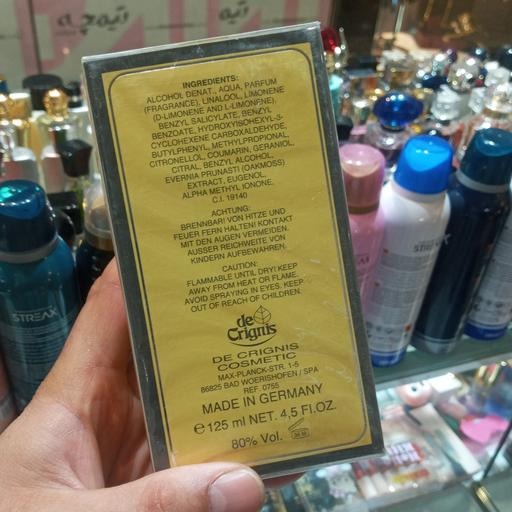 INGREDIENTS:
ALCOHOL DENAT., AQUA, PARFUM
(FRAGRANCE), LINALOOL, LIMONENE
(D-LIMONENE AND L-LIMONENE),
BENZYL SALICYLATE, BENZYL
BENZOATE, HYDROXYISOHEXYL-3-
CYCLOHEXENE CARBOXALDEHYDE,
BUTYLPHENYL, METHYLPROPIONAL,
CITRONELLOL, COUMARIN, GERANIOL,
CITRAL, BENZYL ALCOHOL,
EVERNIA PRUNASTI (OAKMOSS)
EXTRACT, EUGENOL,
ALPHA METHYL IONONE,
C.I. 19140
ACHTUNG:
BRENNBAR! VON HITZE UND
FEUER FERN HALTEN! KONTAKT
MIT DEN AUGEN VERMEIDEN.
AUSSER REICHWEITE VON
KINDERN AUFBEWAHREN.
CAUTION:
FLAMMABLE UNTIL DRY! KEEP
AWAY FROM HEAT OR FLAME.
AVOID SPRAYING IN EYES. KEEP
OUT OF REACH OF CHILDREN.
de
Crignis
DE CRIGNIS
COSMETIC
MAX-PLANCK-STR. 1-5
86825 BAD WOERISHOFEN / SPA
REF. 0755
MADE IN GERMANY
℮ 125 ml NET. 4,5 Fl.OZ.
80% Vol.
STREAX